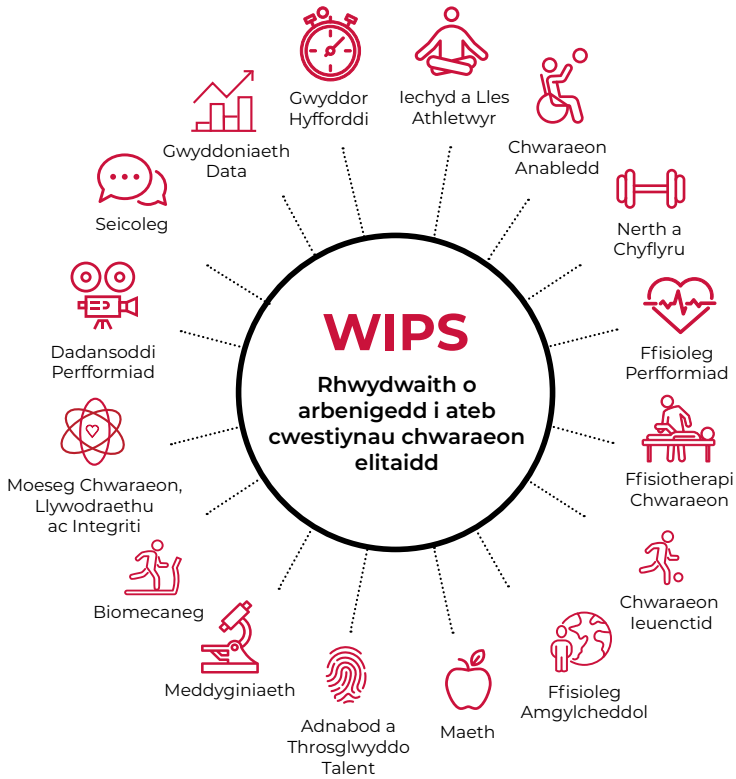 WIPS
Rhwydwaith o
arbenigedd i ateb
cwestiynau chwaraeon
elitaidd
Gwyddor
Hyfforddi
Iechyd a Lles
Athletwyr
Chwaraeon
Anabledd
Nerth a
Chyflyru
Ffisioleg
Perfformiad
Ffisiotherapi
Chwaraeon
Chwaraeon
Ieuenctid
Ffisioleg
Amgylcheddol
Maeth
Adnabod a
Throsglwyddo
Talent
Meddyginiaeth
Biomecaneg
Moeseg Chwaraeon,
Llywodraethu
ac Integriti
Dadansoddi
Perfformiad
Seicoleg
Gwyddoniaeth
Data